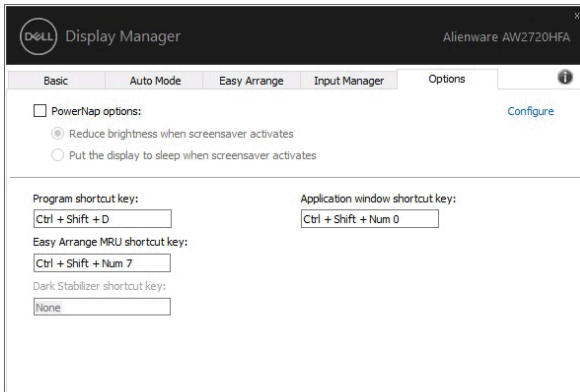 DELL Display Manager
Alienware AW2720HFA
Basic Auto Mode Easy Arrange Input Manager Options
PowerNap options:
Configure
Reduce brightness when screensaver activates
Put the display to sleep when screensaver activates
Program shortcut key:
Application window shortcut key:
Ctrl + Shift + D
Ctrl + Shift + Num 0
Easy Arrange MRU shortcut key:
Ctrl + Shift + Num 7
Dark Stabilizer shortcut key:
None